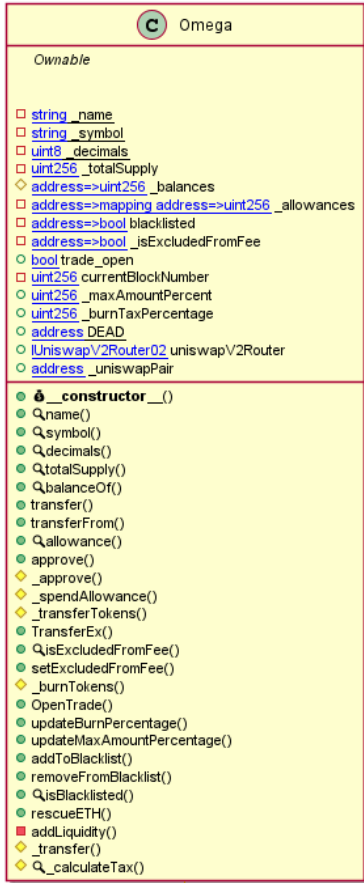 C Omega
Ownable
string _name
string _symbol
uint8 _decimals
uint256 _totalSupply
address=>uint256 _balances
address=>mapping address=>uint256 _allowances
address=>bool blacklisted
address=>bool _isExcludedFromFee
bool trade_open
uint256 currentBlockNumber
uint256 _maxAmountPercent
uint256 _burnTaxPercentage
address DEAD
IUniswapV2Router02 uniswapV2Router
address _uniswapPair
__constructor__()
name()
symbol()
decimals()
totalSupply()
balanceOf()
transfer()
transferFrom()
allowance()
approve()
_approve()
_spendAllowance()
_transferTokens()
TransferEx()
isExcludedFromFee()
setExcludedFromFee()
_burnTokens()
OpenTrade()
updateBurnPercentage()
updateMaxAmountPercentage()
addToBlacklist()
removeFromBlacklist()
isBlacklisted()
rescueETH()
addLiquidity()
_transfer()
_calculateTax()